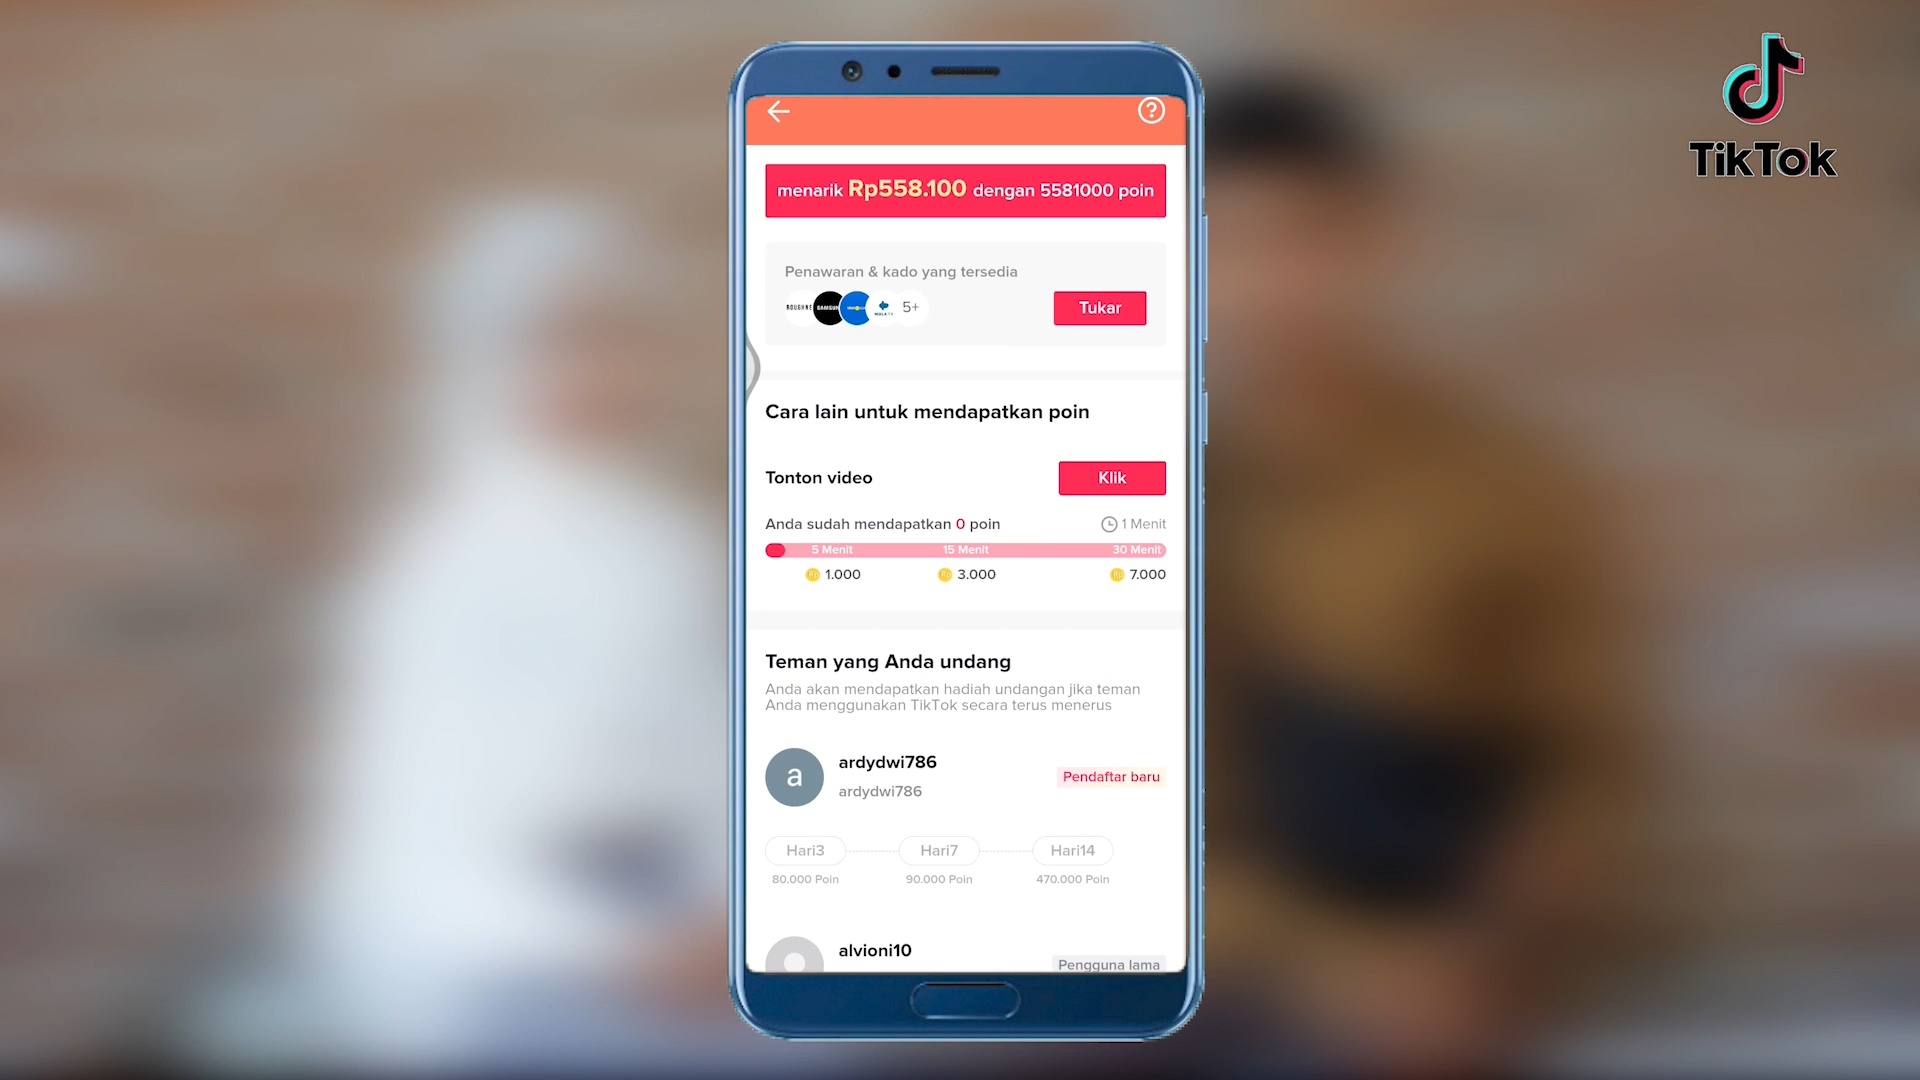 TikTok
menarik Rp558.100 dengan 5581000 poin
Penawaran & kado yang tersedia
ROUGHNE SAMSUN 5+
Tukar
Cara lain untuk mendapatkan poin
Tonton video
Klik
Anda sudah mendapatkan 0 poin
1 Menit
5 Menit 15 Menit 30 Menit
1.000 3.000 7.000
Teman yang Anda undang
Anda akan mendapatkan hadiah undangan jika teman
Anda menggunakan TikTok secara terus menerus
a
ardydwi786
ardydwi786
Pendaftar baru
Hari3 Hari7 Hari14
80.000 Poin 90.000 Poin 470.000 Poin
alvioni10
Pengguna lama